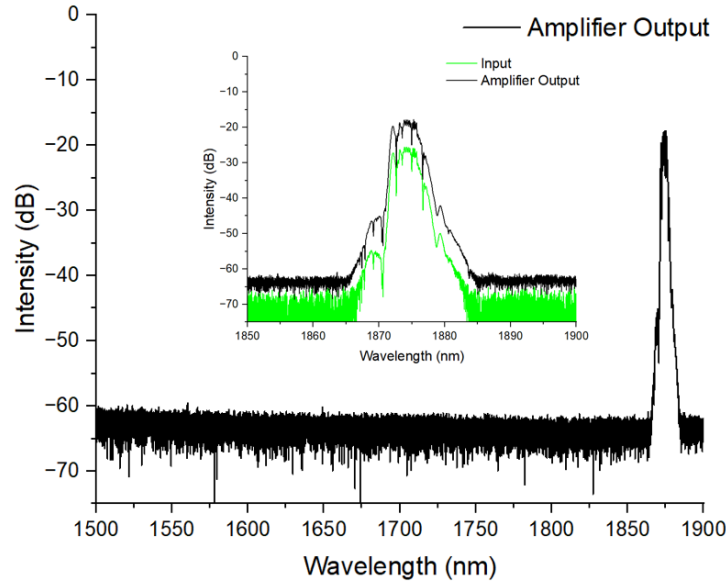 Amplifier Output
Input
Amplifier Output
0
−10
−20
−30
−40
−50
−60
−70
Intensity (dB)
1850 1860 1870 1880 1890 1900
Wavelength (nm)
0
−10
−20
−30
−40
−50
−60
−70
Intensity (dB)
1500 1550 1600 1650 1700 1750 1800 1850 1900
Wavelength (nm)